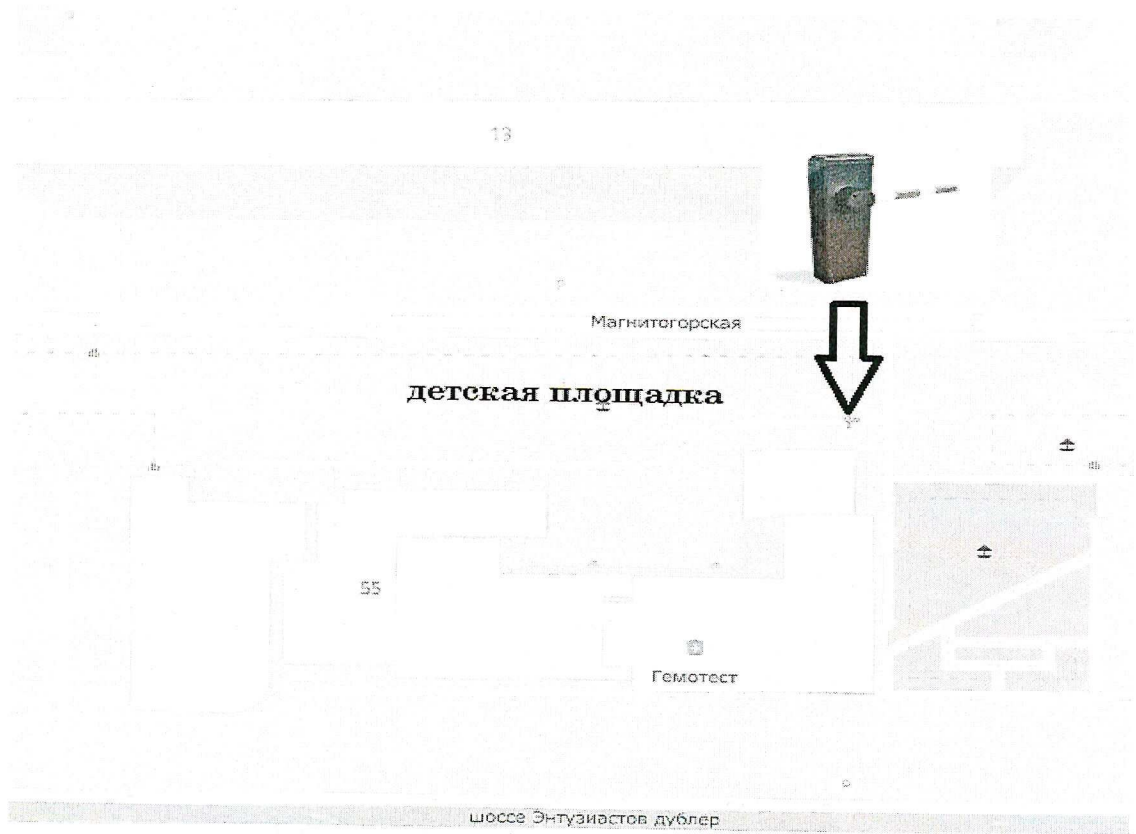 13
Магнитогорская
детская площадка
55
Гемотест
шоссе Энтузиастов дублер